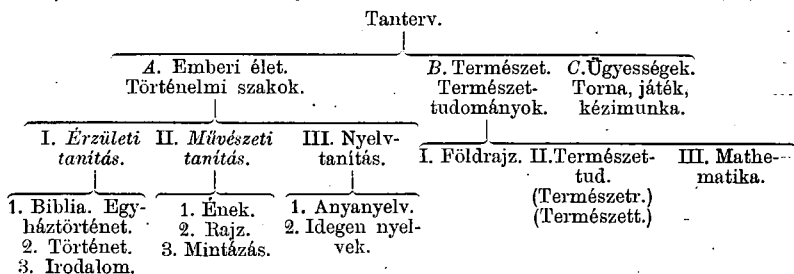 Tanterv.
A. Emberi élet.
Történelmi szakok.
B. Természet.
Természet-
tudományok.
C. Ügyességek.
Torna, játék,
kézimunka.
I. Érzületi
tanítás.
II. Művészeti
tanítás.
III. Nyelv-
tanítás.
I. Földrajz.
II. Természet-
tud.
(Természetr.)
(Természett.)
III. Mathe-
matika.
1. Biblia. Egy-
háztörténet.
2. Történet.
3. Irodalom.
1. Ének.
2. Rajz.
3. Mintázás.
1. Anyanyelv.
2. Idegen nyel-
vek.